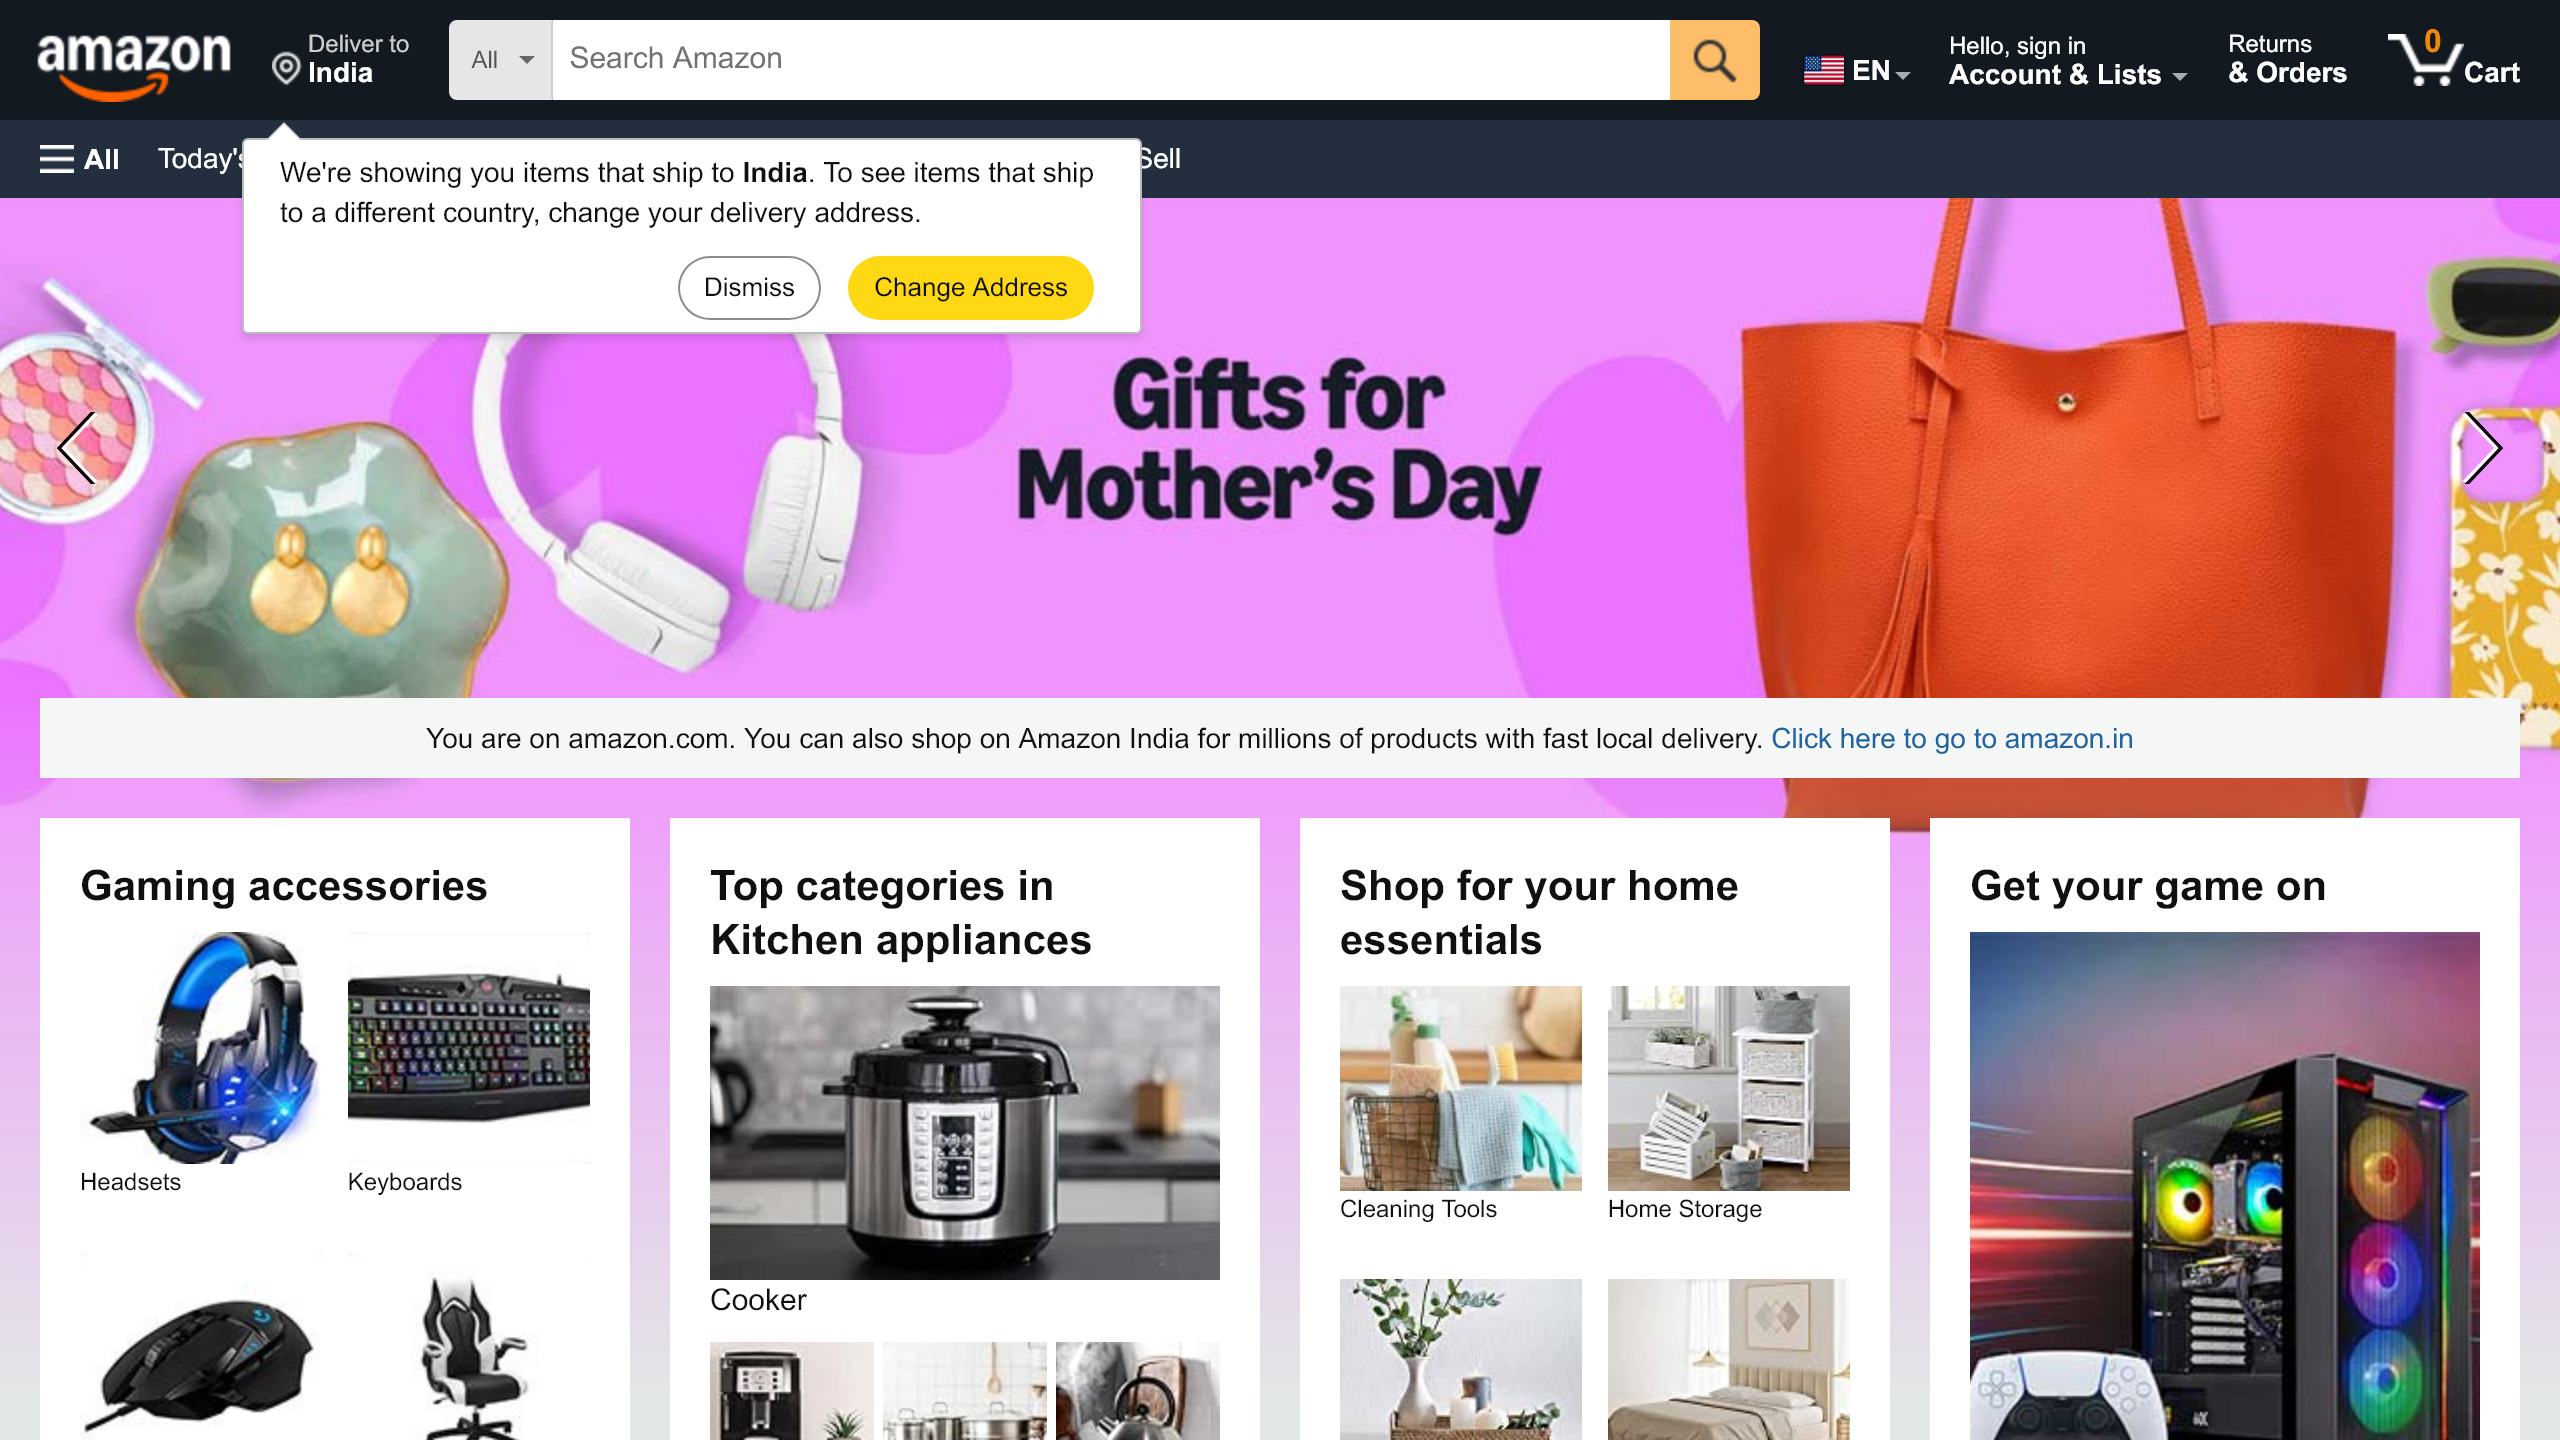 amazon
Deliver to
India
All
Search Amazon
EN
Hello, sign in
Account & Lists
Returns
& Orders
0
Cart
All
Today's
Sell
We're showing you items that ship to India. To see items that ship
to a different country, change your delivery address.
Dismiss
Change Address
Gifts for
Mother's Day
You are on amazon.com. You can also shop on Amazon India for millions of products with fast local delivery. Click here to go to amazon.in
Gaming accessories
Headsets
Keyboards
Top categories in
Kitchen appliances
Cooker
Shop for your home
essentials
Cleaning Tools
Home Storage
Get your game on